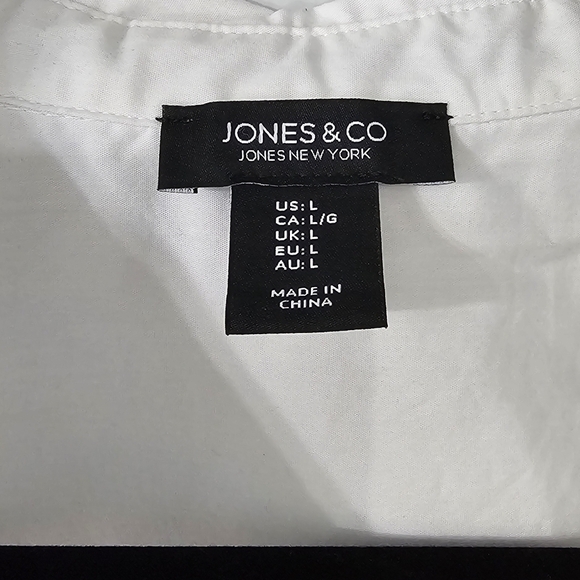 JONES & CO
JONES NEW YORK
US: L
CA: L/G
UK: L
EU: L
AU: L
MADE IN
CHINA